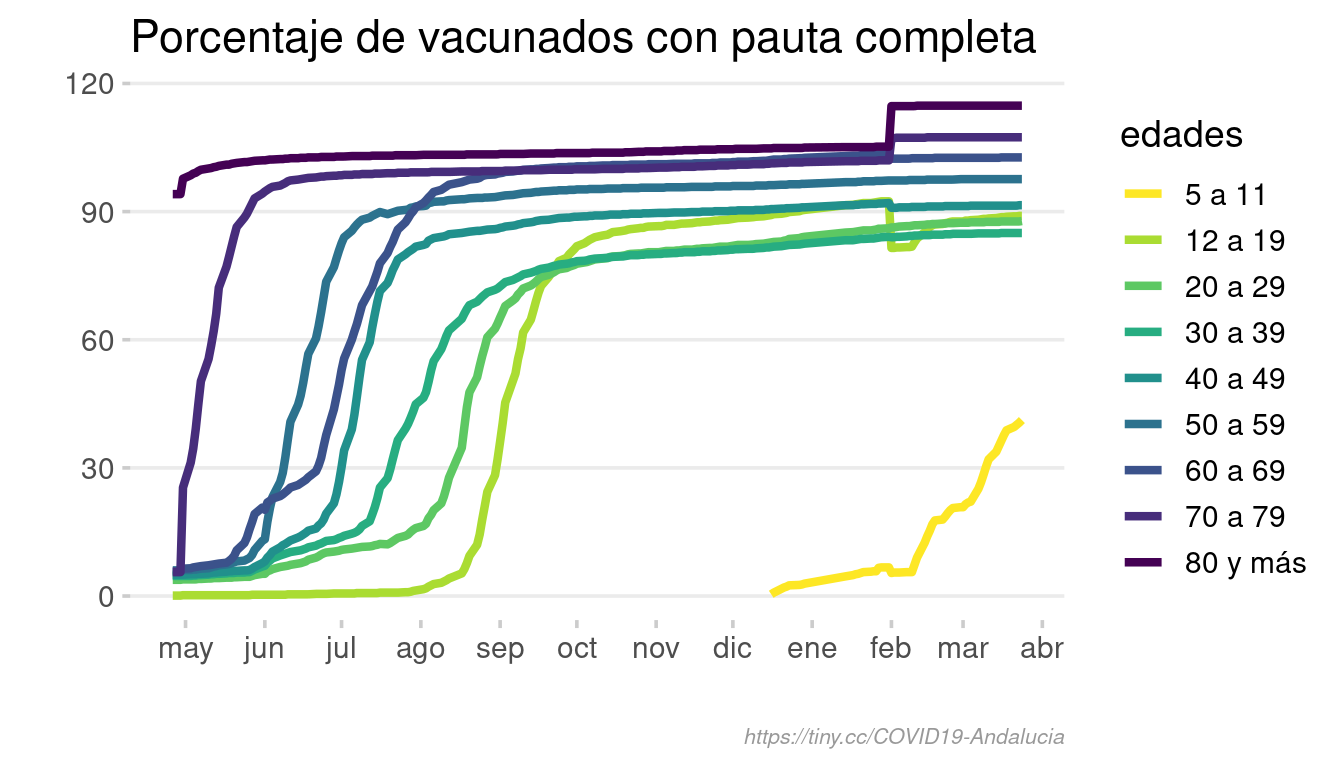 Porcentaje de vacunados con pauta completa
120
90
60
30
0
may jun jul ago sep oct nov dic ene feb mar abr
edades
5 a 11
12 a 19
20 a 29
30 a 39
40 a 49
50 a 59
60 a 69
70 a 79
80 y más
https://tiny.cc/COVID19-Andalucia